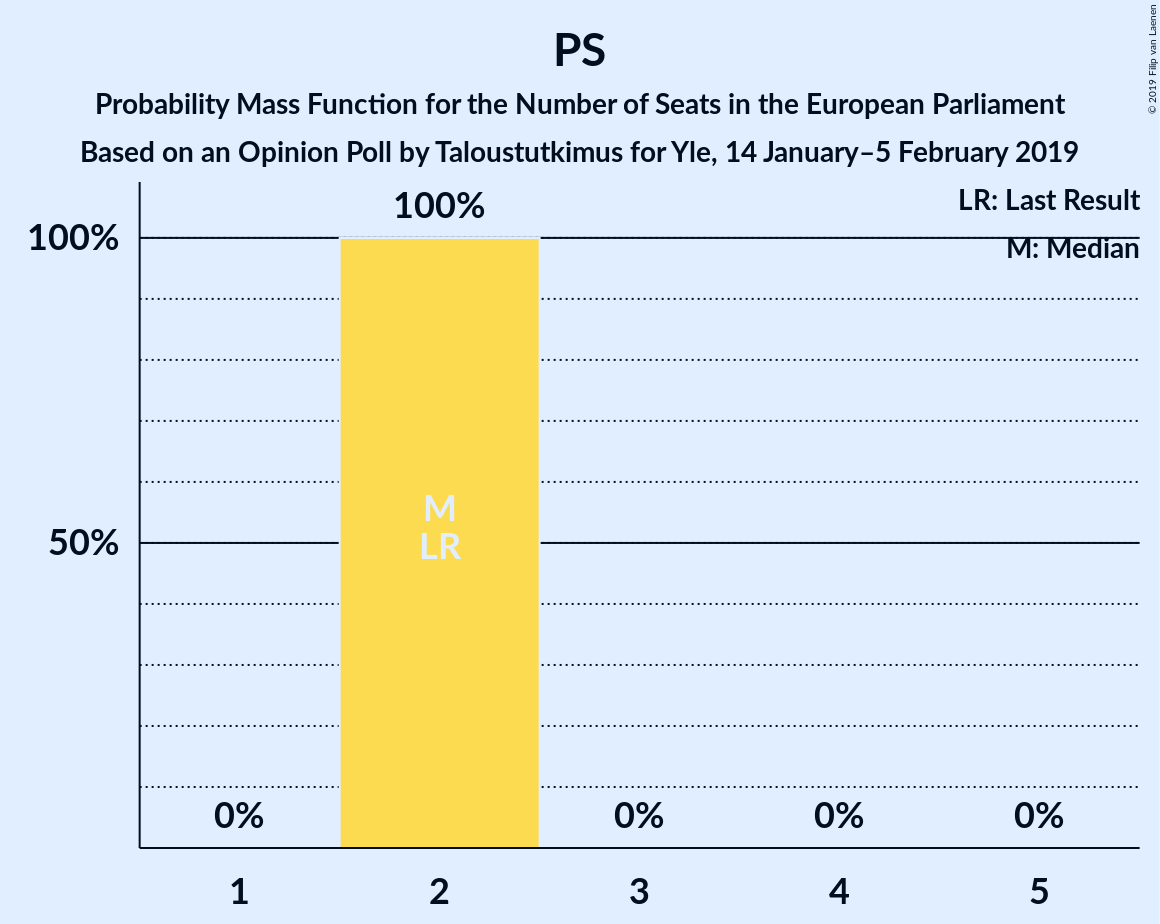 PS
Probability Mass Function for the Number of Seats in the European Parliament
Based on an Opinion Poll by Taloustutkimus for Yle, 14 January–5 February 2019
© 2019 Filip van Laenen
LR: Last Result
M: Median
100%
100%
50%
M
LR
0%
0%
0%
0%
1
2
3
4
5